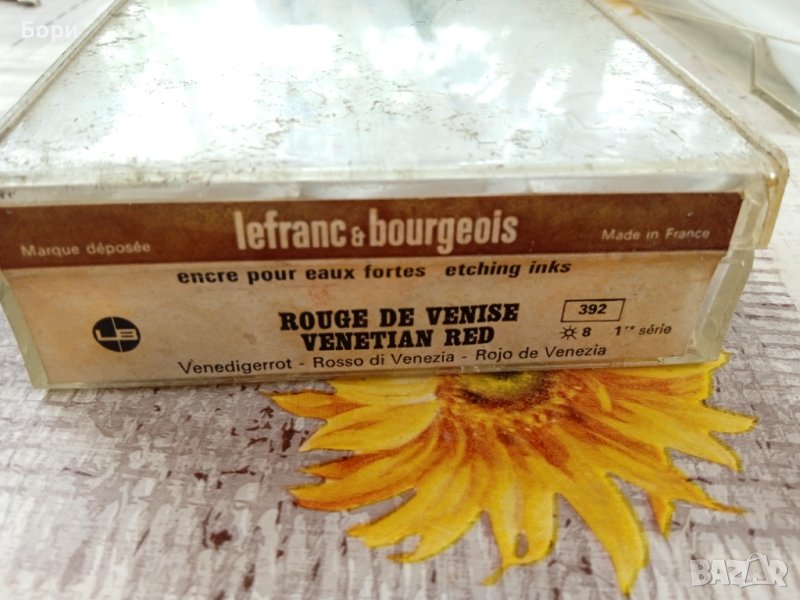 Бори
lefranc & bourgeois
Marque déposée
Made in France
encre pour eaux fortes etching inks
LB
ROUGE DE VENISE
392
VENETIAN RED
8 1re série
Venedigerrot - Rosso di Venezia - Rojo de Venezia
BAZAR